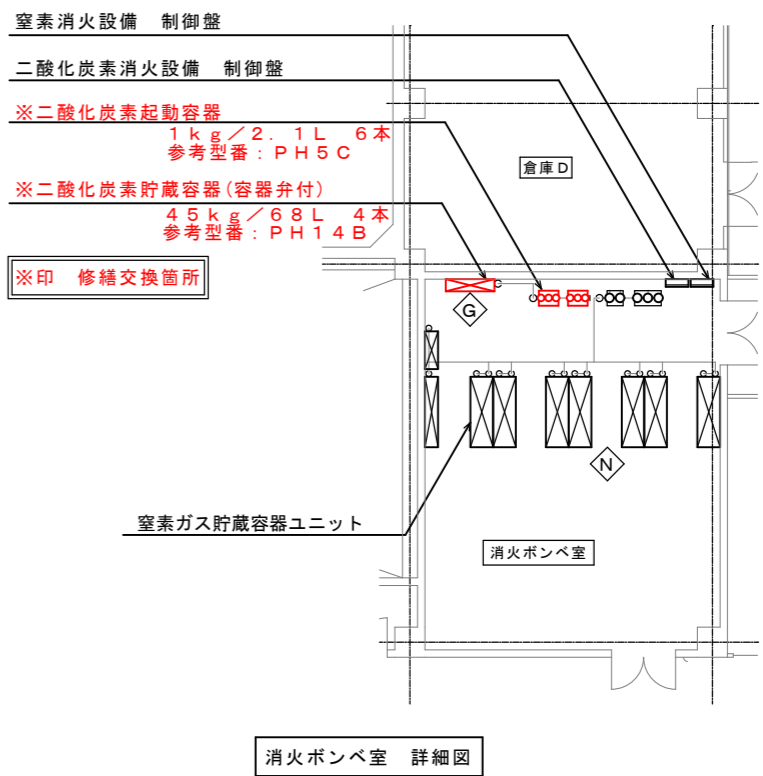 窒素消火設備　制御盤
二酸化炭素消火設備　制御盤
※二酸化炭素起動容器
１ｋｇ／２．１Ｌ　６本
参考型番：ＰＨ５Ｃ
※二酸化炭素貯蔵容器(容器弁付)
４５ｋｇ／６８Ｌ　４本
参考型番：ＰＨ１４Ｂ
※印　修繕交換箇所
倉庫Ｄ
Ｇ
Ｎ
窒素ガス貯蔵容器ユニット
消火ボンベ室
消火ボンベ室　詳細図